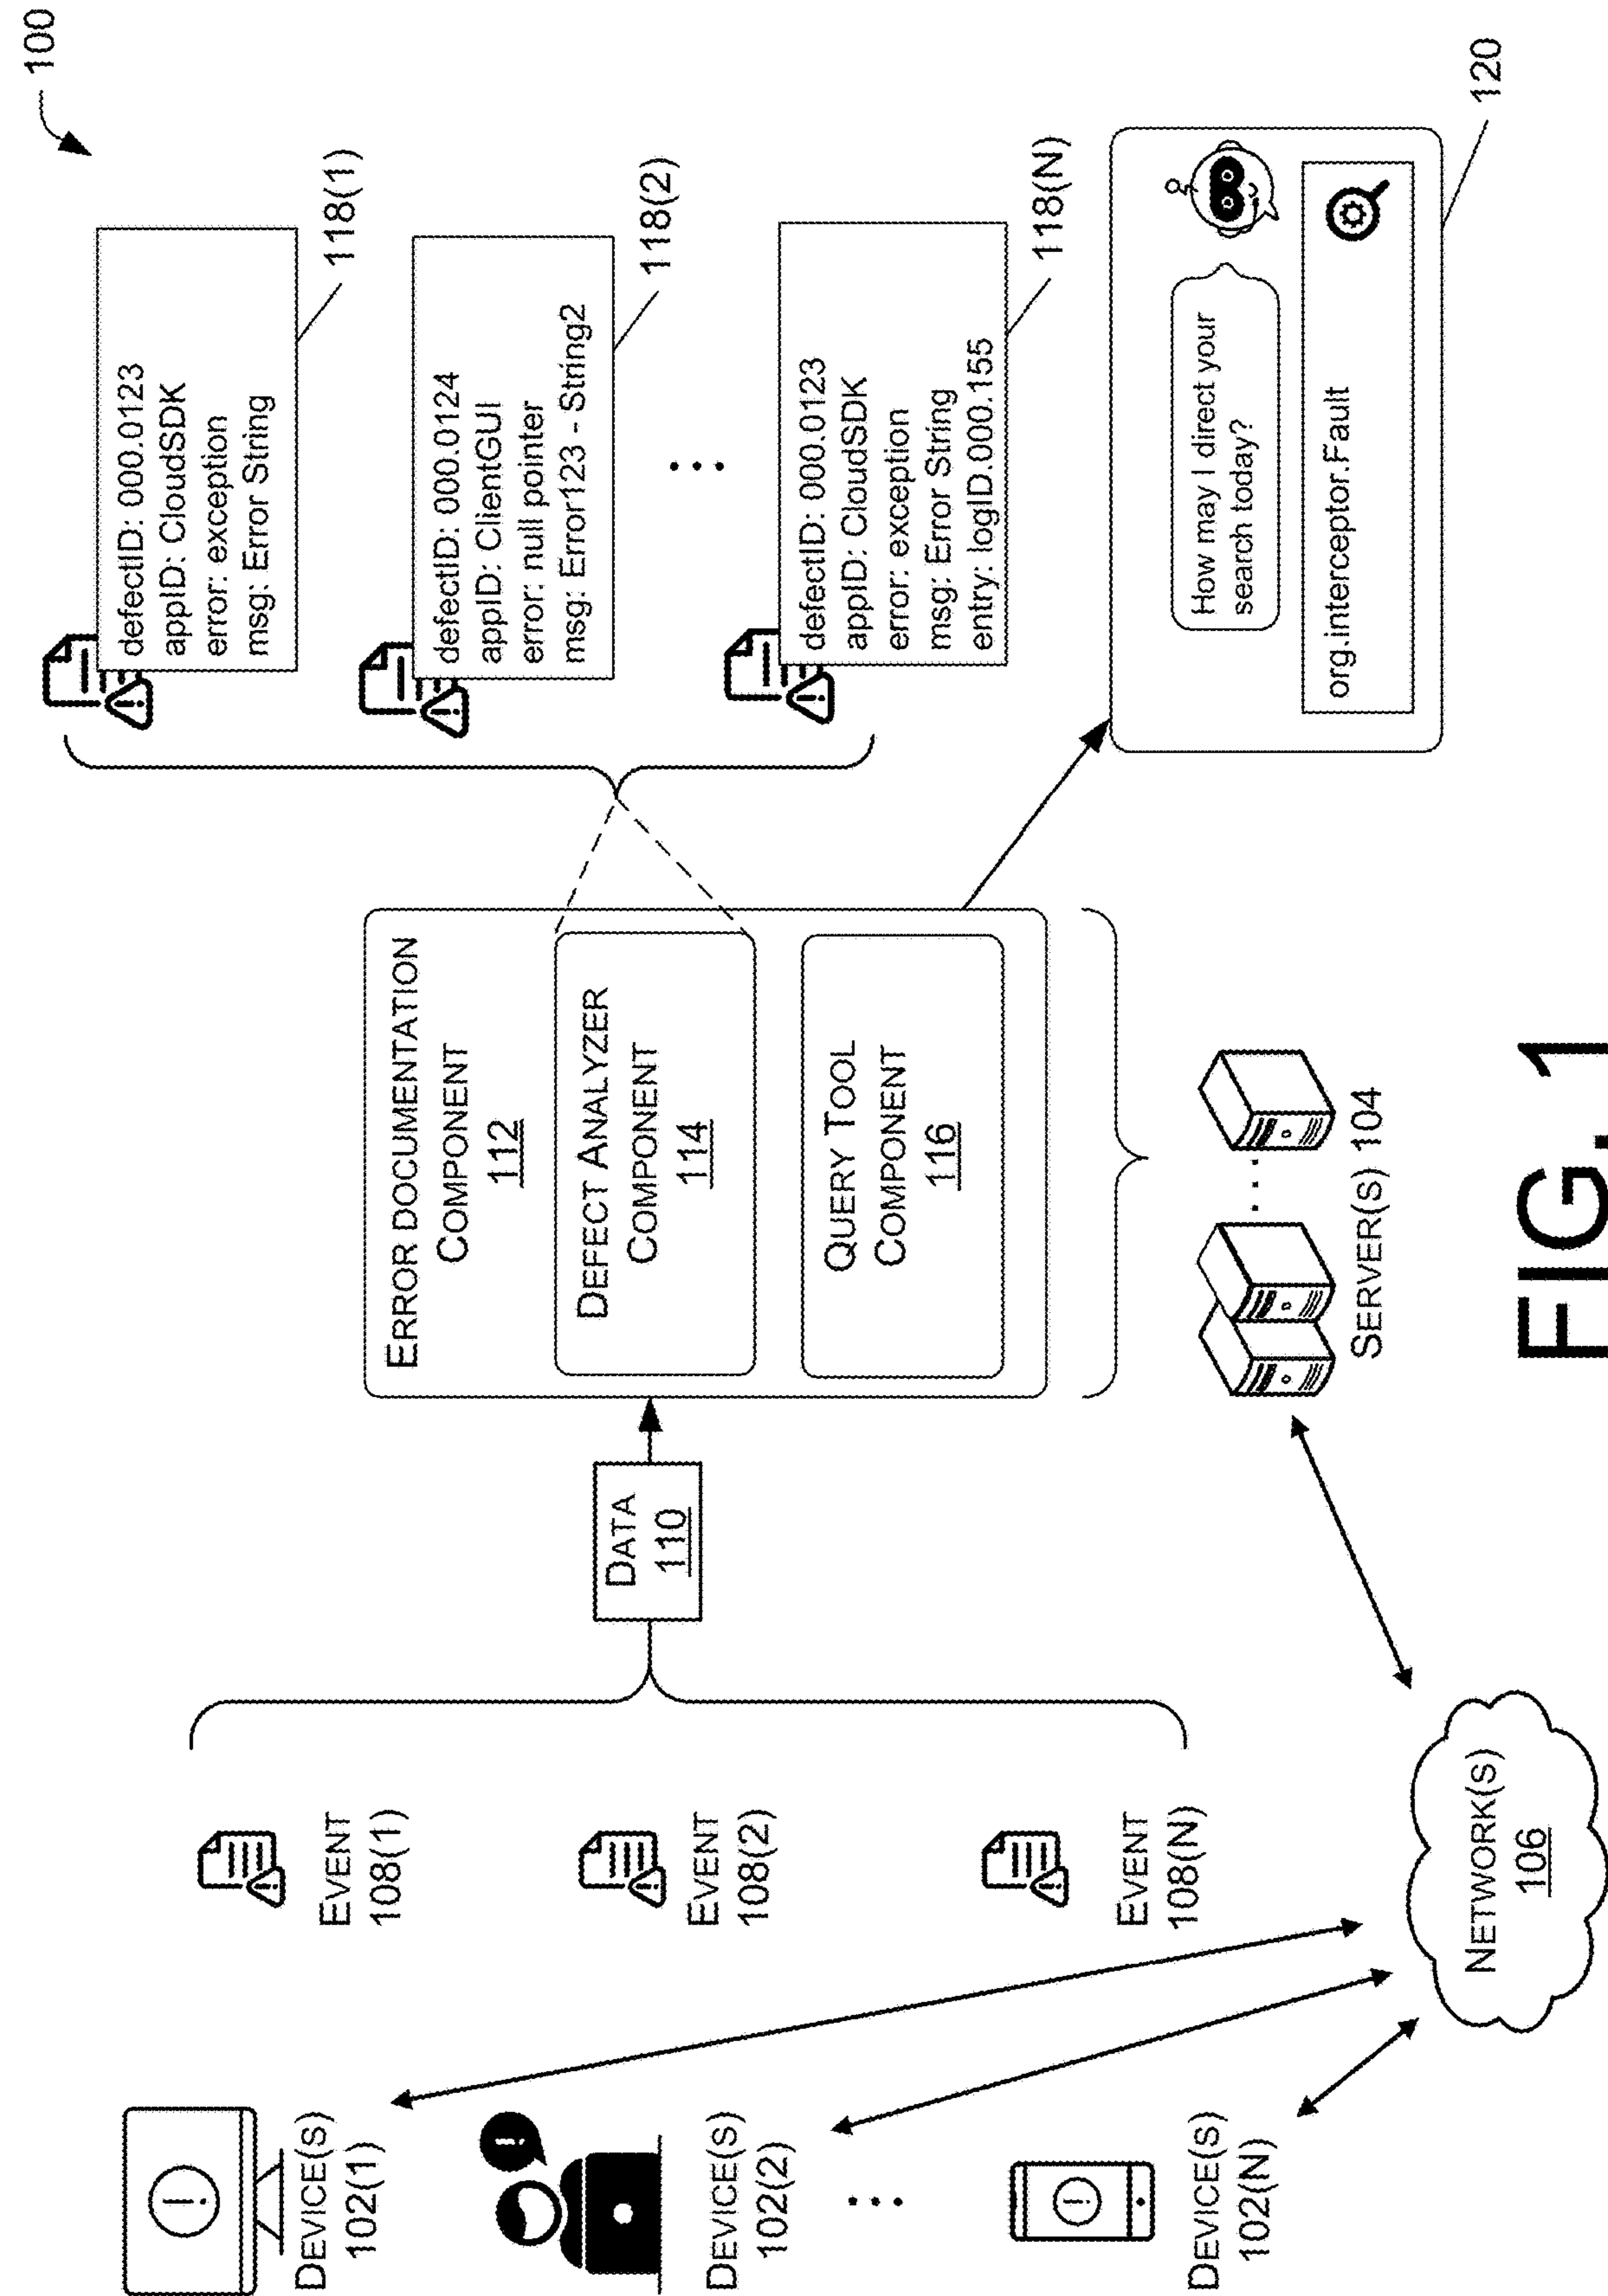 100
DEVICE(S)
102(1)
DEVICE(S)
102(2)
DEVICE(S)
102(N)
EVENT
108(1)
EVENT
108(2)
EVENT
108(N)
DATA
110
ERROR DOCUMENTATION
COMPONENT
112
DEFECT ANALYZER
COMPONENT
114
QUERY TOOL
COMPONENT
116
defectID: 000.0123
appID: CloudSDK
error: exception
msg: Error String
118(1)
defectID: 000.0124
appID: ClientGUI
error: null pointer
msg: Error123 - String2
118(2)
defectID: 000.0123
appID: CloudSDK
error: exception
msg: Error String
entry: logID.000.155
118(N)
How may I direct your
search today?
org.interceptor.Fault
120
SERVER(S) 104
NETWORK(S)
106
FIG. 1